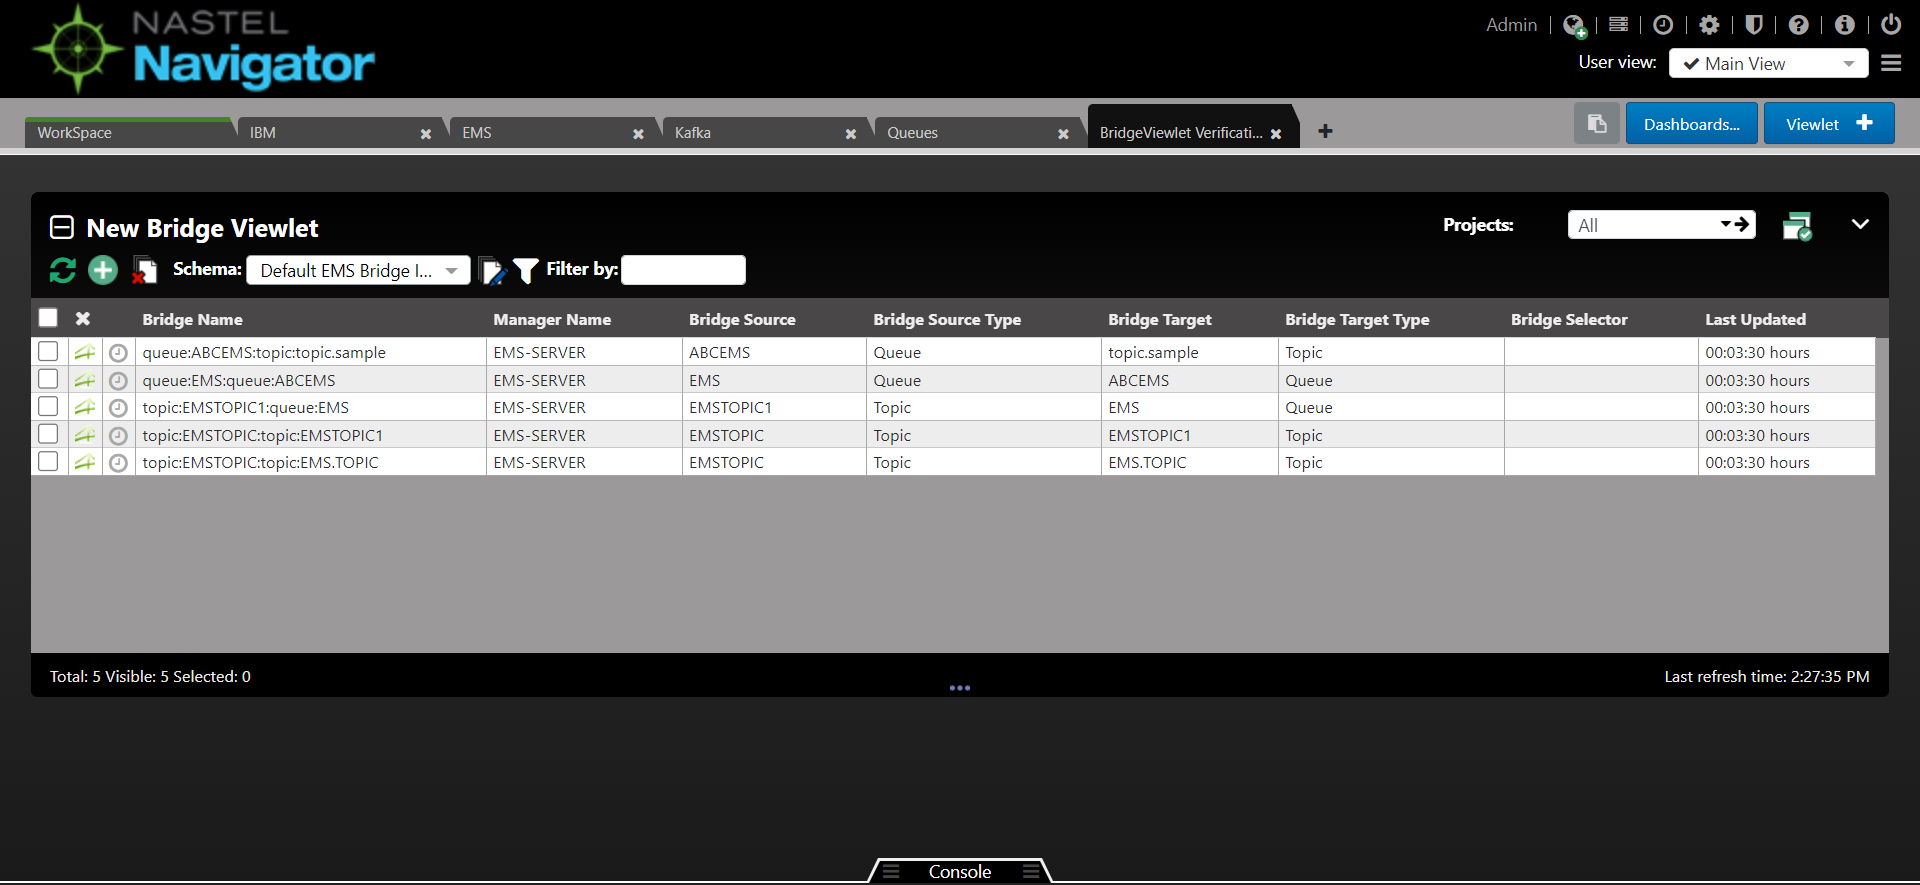 NASTEL
Navigator
Admin
User view: Main View
WorkSpace IBM EMS Kafka Queues BridgeViewlet Verificati...
Dashboards... Viewlet
New Bridge Viewlet
Projects: All
Schema: Default EMS Bridge I... Filter by:
Bridge Name Manager Name Bridge Source Bridge Source Type Bridge Target Bridge Target Type Bridge Selector Last Updated
queue:ABCEMS:topic:topic.sample EMS-SERVER ABCEMS Queue topic.sample Topic 00:03:30 hours
queue:EMS:queue:ABCEMS EMS-SERVER EMS Queue ABCEMS Queue 00:03:30 hours
topic:EMSTOPIC1:queue:EMS EMS-SERVER EMSTOPIC1 Topic EMS Queue 00:03:30 hours
topic:EMSTOPIC:topic:EMSTOPIC1 EMS-SERVER EMSTOPIC Topic EMSTOPIC1 Topic 00:03:30 hours
topic:EMSTOPIC:topic:EMS.TOPIC EMS-SERVER EMSTOPIC Topic EMS.TOPIC Topic 00:03:30 hours
Total: 5 Visible: 5 Selected: 0
Last refresh time: 2:27:35 PM
Console